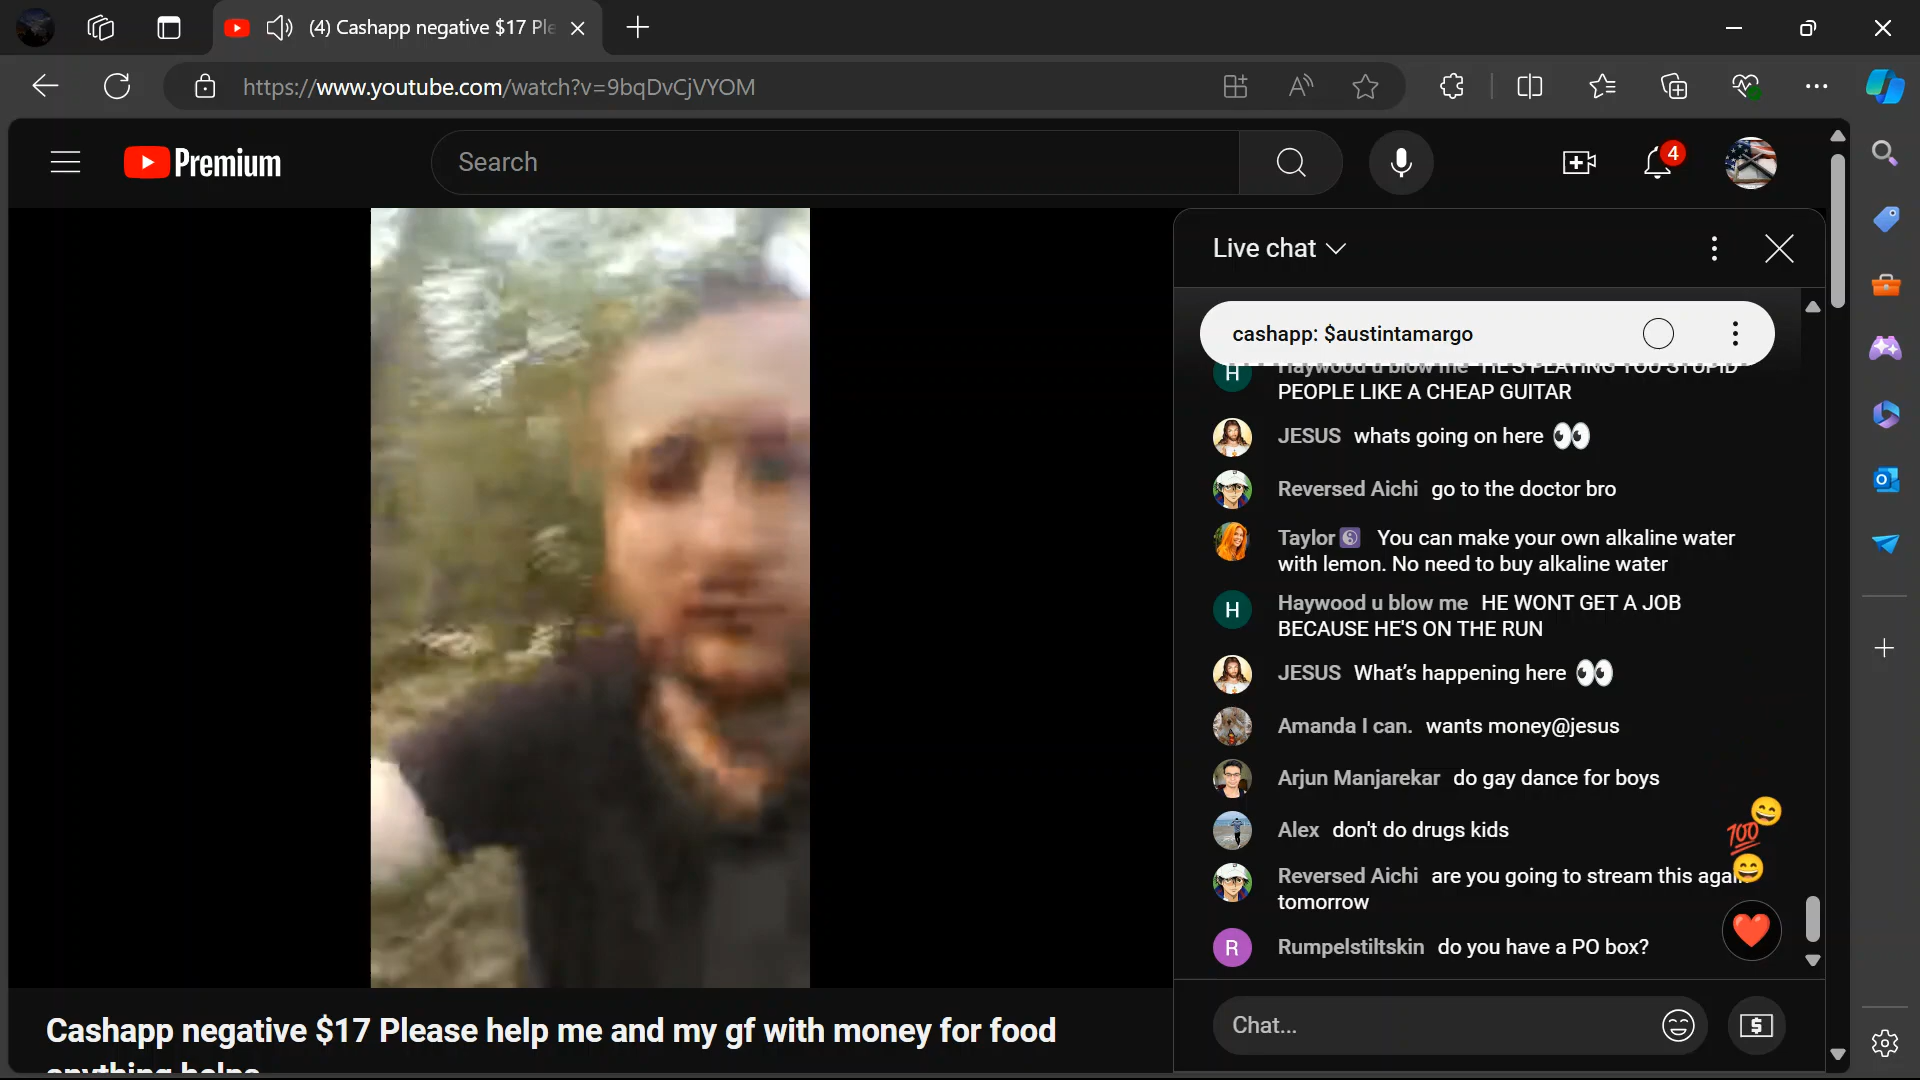 (4) Cashapp negative $17 Ple
https://www.youtube.com/watch?v=9bqDvCjVYOM
Premium
Search
4
Live chat
cashapp: $austintamargo
H Haywood u blow me HE'S PLAYING YOU STUPID
PEOPLE LIKE A CHEAP GUITAR
JESUS whats going on here 👀
Reversed Aichi go to the doctor bro
Taylor☯ You can make your own alkaline water
with lemon. No need to buy alkaline water
H Haywood u blow me HE WONT GET A JOB
BECAUSE HE'S ON THE RUN
JESUS What's happening here 👀
Amanda I can. wants money@jesus
Arjun Manjarekar do gay dance for boys
Alex don't do drugs kids
100
Reversed Aichi are you going to stream this again
tomorrow
R Rumpelstiltskin do you have a PO box?
Chat...
Cashapp negative $17 Please help me and my gf with money for food
anything helps